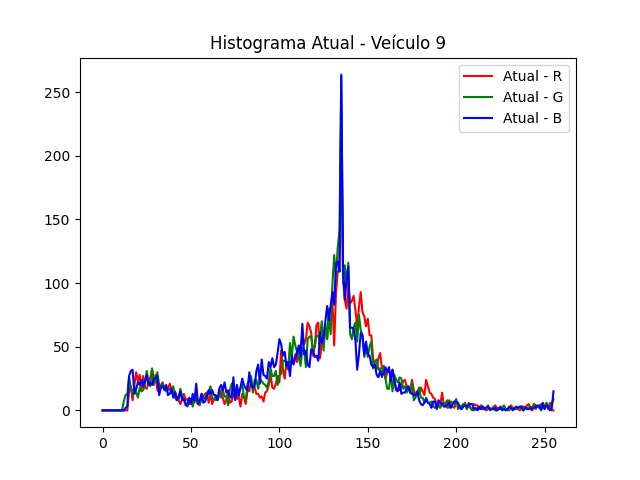 Histograma Atual - Veículo 9
Atual - R
Atual - G
Atual - B
250
200
150
100
50
0
0 50 100 150 200 250